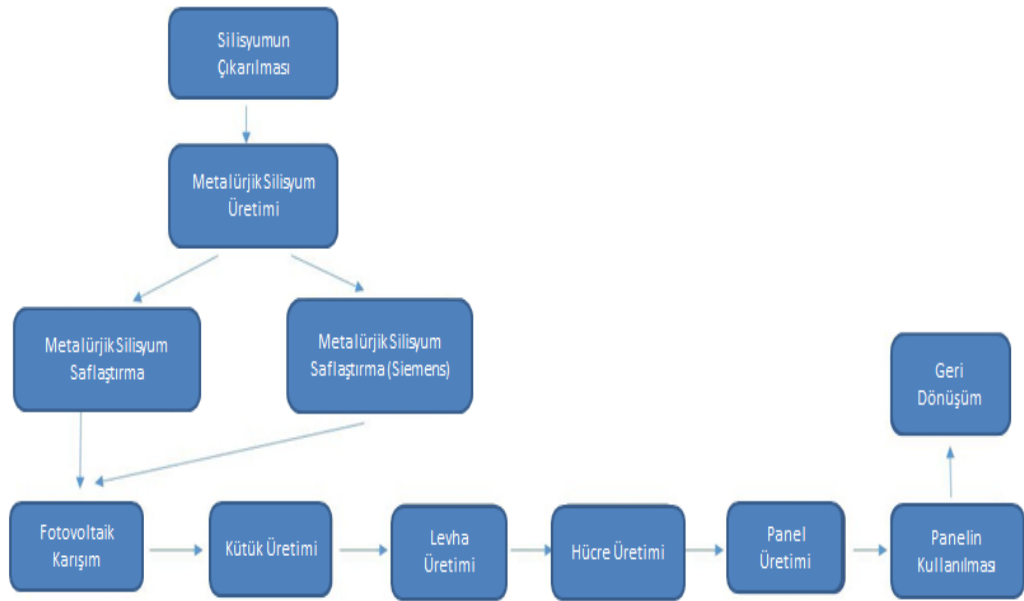 Silisyumun
Çıkarılması
Metalürjik Silisyum
Üretimi
Metalürjik Silisyum
Saflaştırma
Metalürjik Silisyum
Saflaştırma (Siemens)
Geri
Dönüşüm
Fotovoltaik
Karışım
Kütük Üretimi
Levha
Üretimi
Hücre Üretimi
Panel
Üretimi
Panelin
Kullanılması